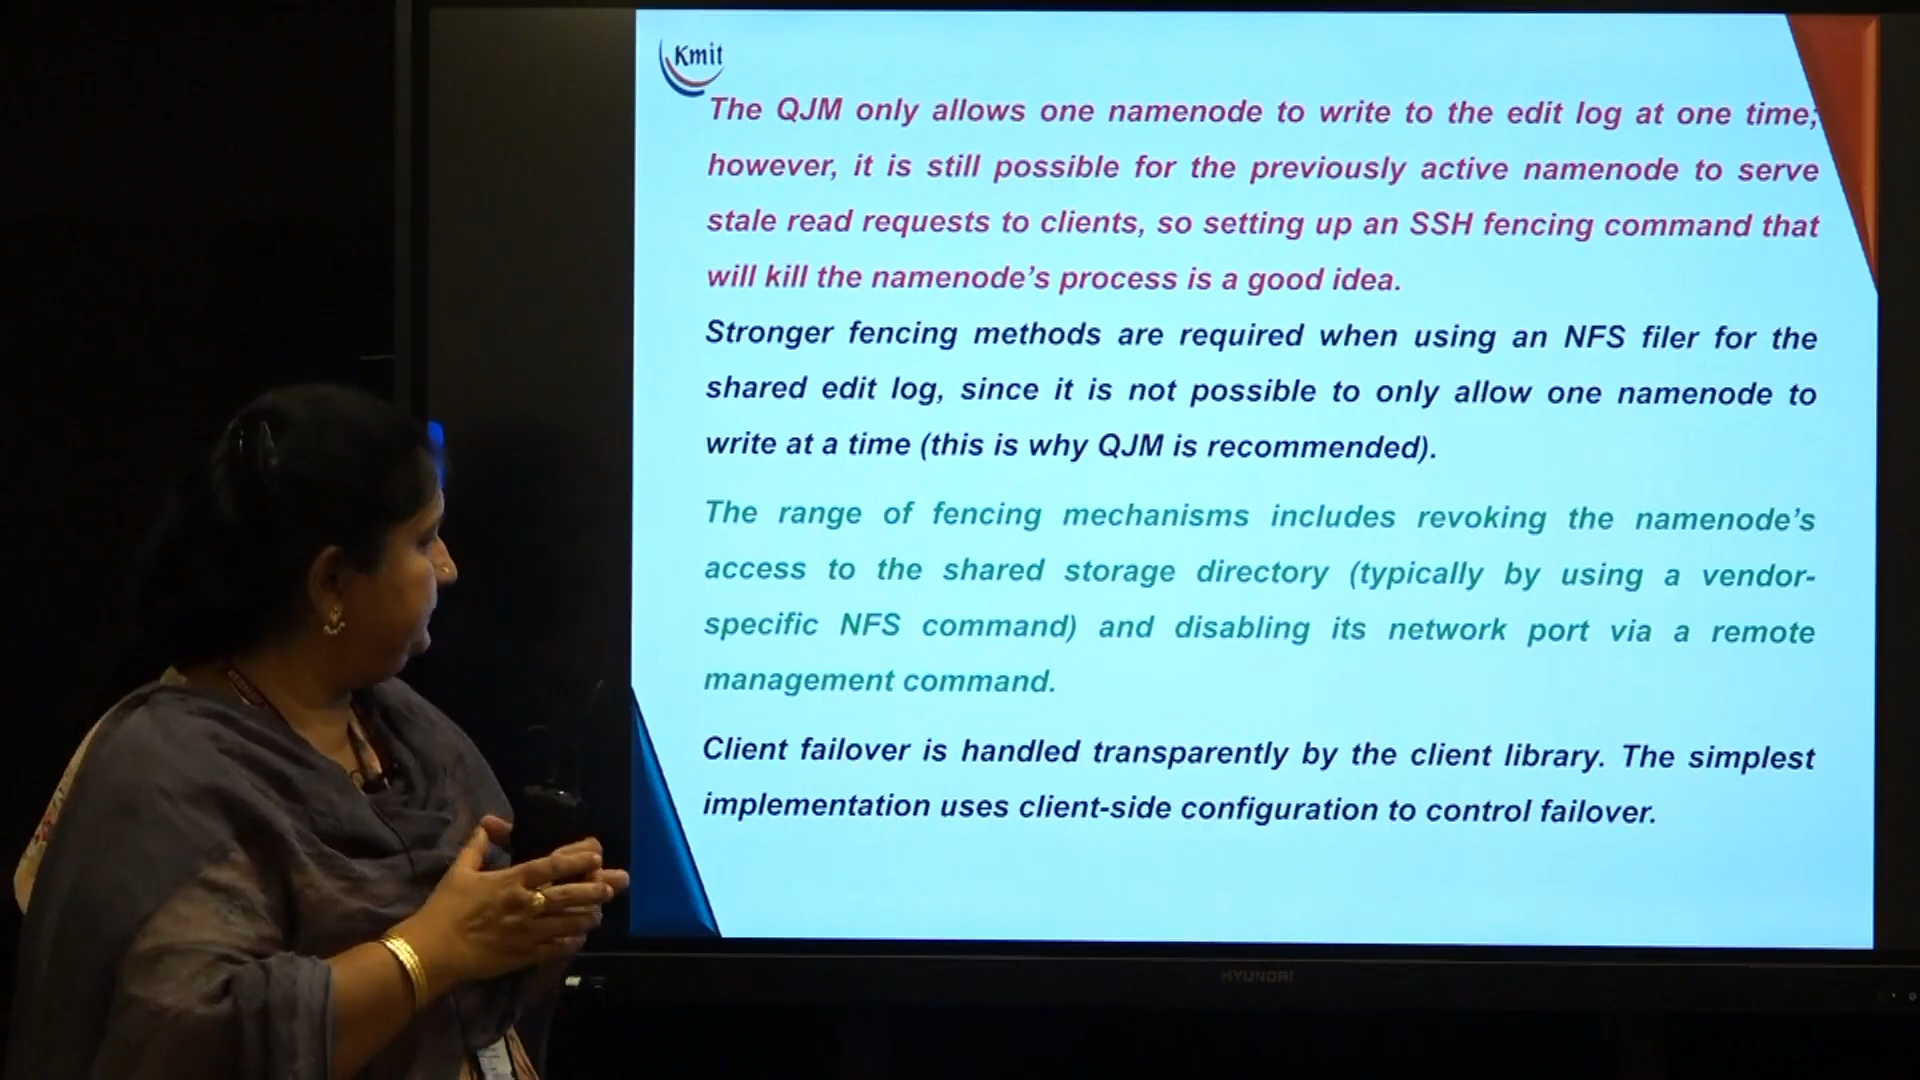 Kmit
The QJM only allows one namenode to write to the edit log at one time;
however, it is still possible for the previously active namenode to serve
stale read requests to clients, so setting up an SSH fencing command that
will kill the namenode’s process is a good idea.
Stronger fencing methods are required when using an NFS filer for the
shared edit log, since it is not possible to only allow one namenode to
write at a time (this is why QJM is recommended).
The range of fencing mechanisms includes revoking the namenode’s
access to the shared storage directory (typically by using a vendor-
specific NFS command) and disabling its network port via a remote
management command.
Client failover is handled transparently by the client library. The simplest
implementation uses client-side configuration to control failover.
HYUNDAI